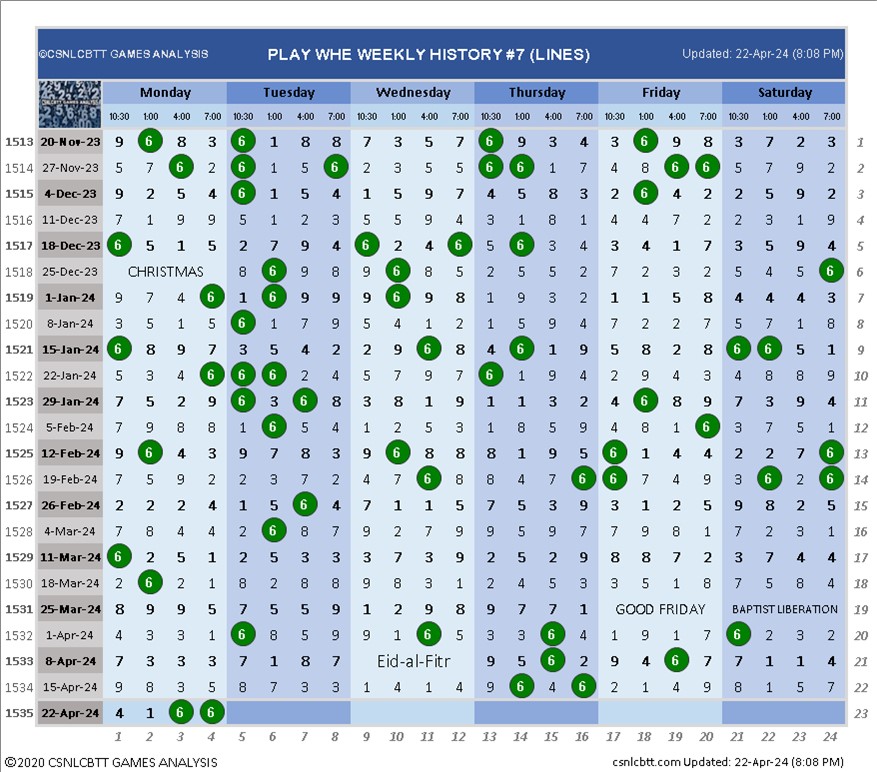 ©CSNLCBTT GAMES ANALYSIS PLAY WHE WEEKLY HISTORY #7 (LINES) Updated: 22-Apr-24 (8:08 PM)
CSNLCBTT GAMES ANALYSIS
Monday Tuesday Wednesday Thursday Friday Saturday
10:30 1:00 4:00 7:00 10:30 1:00 4:00 7:00 10:30 1:00 4:00 7:00 10:30 1:00 4:00 7:00 10:30 1:00 4:00 7:00 10:30 1:00 4:00 7:00
1513 20-Nov-23 9 6 8 3 6 1 8 8 7 3 5 7 6 9 3 4 3 6 9 8 3 7 2 3 1
1514 27-Nov-23 5 7 6 2 6 1 5 6 2 3 5 5 6 6 1 7 4 8 6 6 5 7 9 2 2
1515 4-Dec-23 9 2 5 4 6 1 5 4 1 5 9 7 4 5 8 3 2 6 4 2 2 5 9 2 3
1516 11-Dec-23 7 1 9 9 5 1 2 3 5 5 9 4 3 1 8 1 4 4 7 2 2 3 1 9 4
1517 18-Dec-23 6 5 1 5 2 7 9 4 6 2 4 6 5 6 3 4 3 4 1 7 3 5 9 4 5
1518 25-Dec-23 CHRISTMAS 8 6 9 8 9 6 8 5 2 5 5 2 7 2 3 2 5 4 5 6 6
1519 1-Jan-24 9 7 4 6 1 6 9 9 9 6 9 8 1 9 3 2 1 1 5 8 4 4 4 3 7
1520 8-Jan-24 3 5 1 5 6 1 7 9 5 4 1 2 1 5 9 4 7 2 2 7 5 7 1 8 8
1521 15-Jan-24 6 8 9 7 3 5 4 2 2 9 6 8 4 6 1 9 5 8 2 8 6 6 5 1 9
1522 22-Jan-24 5 3 4 6 6 6 2 4 5 7 9 7 6 1 9 4 2 9 4 3 4 8 8 9 10
1523 29-Jan-24 7 5 2 9 6 3 6 8 3 8 1 9 1 1 3 2 4 6 8 9 7 3 9 4 11
1524 5-Feb-24 7 9 8 8 1 6 5 4 1 2 5 3 1 8 5 9 4 8 1 6 3 7 5 1 12
1525 12-Feb-24 9 6 4 3 9 7 8 3 9 6 8 8 8 1 9 5 6 1 4 4 2 2 7 6 13
1526 19-Feb-24 7 5 9 2 2 3 7 2 4 7 6 8 1 7 4 6 6 7 4 9 2 6 2 6 14
1527 26-Feb-24 2 2 2 4 1 5 6 4 7 1 1 5 7 5 3 9 3 1 2 5 9 8 2 5 15
1528 4-Mar-24 7 8 4 4 2 6 8 7 9 2 7 9 9 5 9 7 7 9 8 1 7 2 3 1 16
1529 11-Mar-24 6 2 5 1 2 5 3 3 3 7 3 9 2 5 7 9 8 8 7 2 3 7 4 4 17
1530 18-Mar-24 2 6 2 1 8 2 8 8 9 8 3 1 2 4 5 3 3 5 1 8 7 5 8 4 18
1531 25-Mar-24 8 9 9 5 7 5 5 9 1 2 9 8 9 7 7 1 GOOD FRIDAY BAPTIST LIBERATION 19
1532 1-Apr-24 4 3 3 1 6 8 5 9 9 1 6 5 3 3 6 4 1 9 1 7 6 2 3 2 20
1533 8-Apr-24 7 3 3 3 7 1 8 7 Eid-al-Fitr 9 5 6 2 9 4 6 7 7 1 1 4 21
1534 15-Apr-24 9 8 3 5 8 7 3 3 1 4 1 4 9 6 4 6 2 1 4 9 8 1 5 7 22
1535 22-Apr-24 4 1 6 6 23
1 2 3 4 5 6 7 8 9 10 11 12 13 14 15 16 17 18 19 20 21 22 23 24
©2020 CSNLCBTT GAMES ANALYSIS csnlcbtt.com Updated: 22-Apr-24 (8:08 PM)